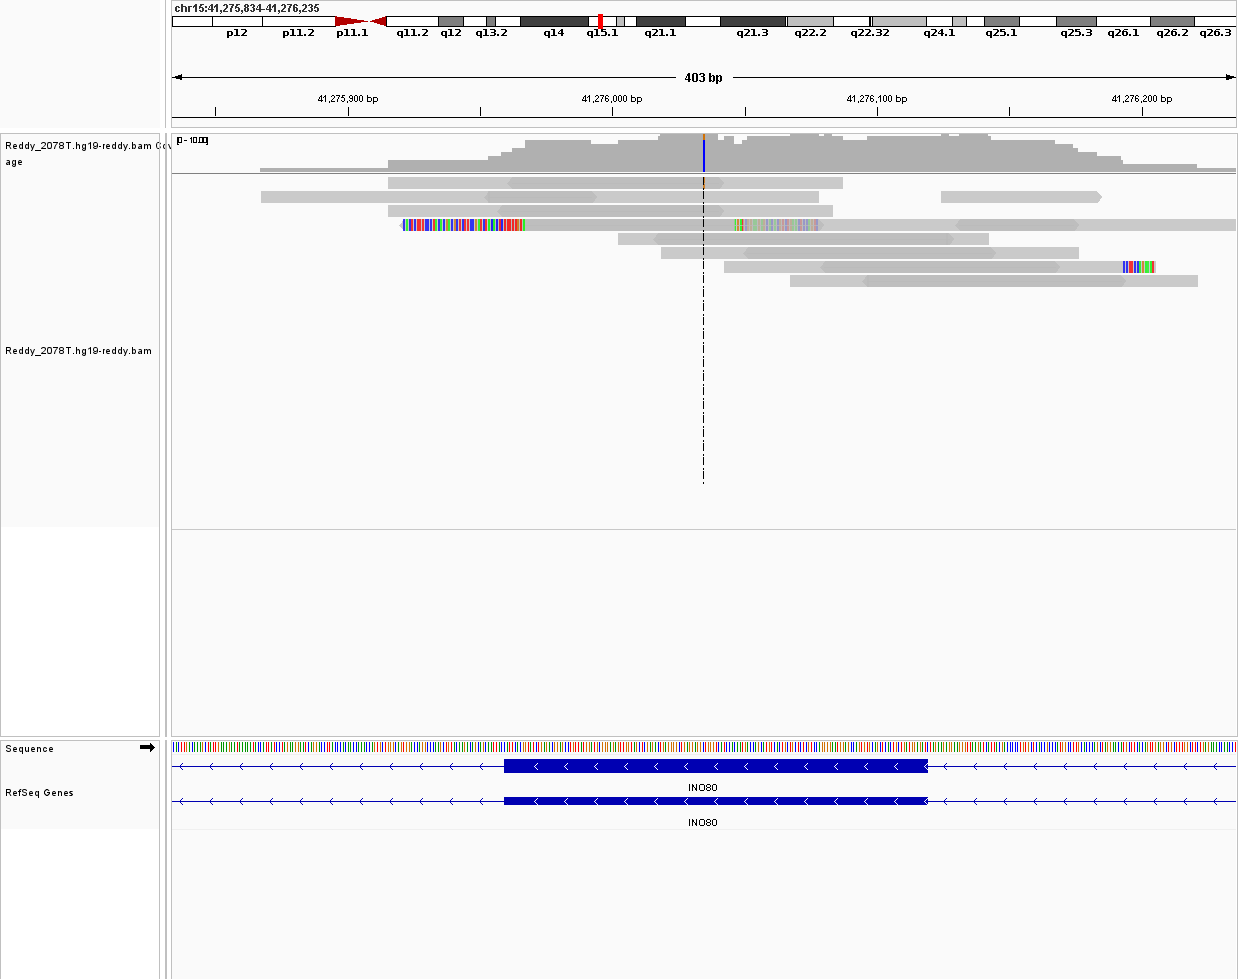 chr15:41,275,834-41,276,235
p12 p11.2 p11.1 q11.2 q12 q13.2 q14 q15.1 q21.1 q21.3 q22.2 q22.32 q24.1 q25.1 q25.3 q26.1 q26.2 q26.3
403 bp
41,275,900 bp 41,276,000 bp 41,276,100 bp 41,276,200 bp
[0 - 10.00]
Reddy_2078T.hg19-reddy.bam Cov
age
Reddy_2078T.hg19-reddy.bam
Sequence
INO80
RefSeq Genes
INO80